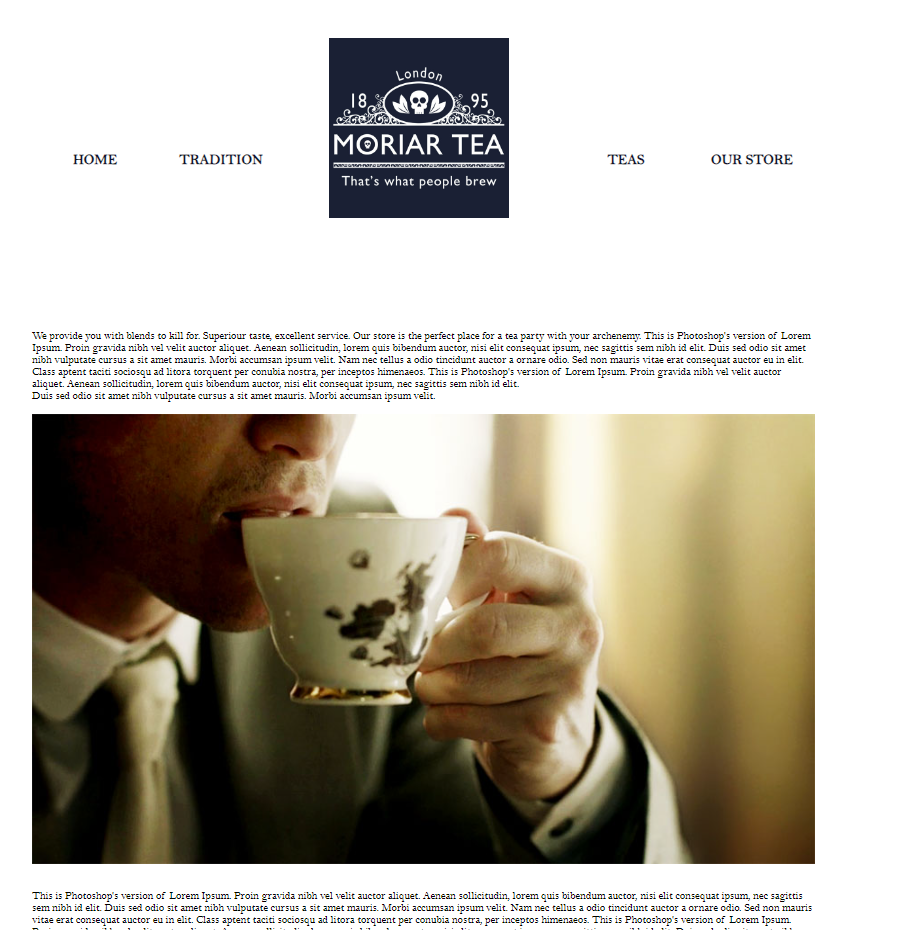 London
18 95
MORIAR TEA
That's what people brew
HOME TRADITION TEAS OUR STORE
We provide you with blends to kill for. Superiour taste, excellent service. Our store is the perfect place for a tea party with your archenemy. This is Photoshop's version of Lorem
Ipsum. Proin gravida nibh vel velit auctor aliquet. Aenean sollicitudin, lorem quis bibendum auctor, nisi elit consequat ipsum, nec sagittis sem nibh id elit. Duis sed odio sit amet
nibh vulputate cursus a sit amet mauris. Morbi accumsan ipsum velit. Nam nec tellus a odio tincidunt auctor a ornare odio. Sed non mauris vitae erat consequat auctor eu in elit.
Class aptent taciti sociosqu ad litora torquent per conubia nostra, per inceptos himenaeos. This is Photoshop's version of Lorem Ipsum. Proin gravida nibh vel velit auctor
aliquet. Aenean sollicitudin, lorem quis bibendum auctor, nisi elit consequat ipsum, nec sagittis sem nibh id elit.
Duis sed odio sit amet nibh vulputate cursus a sit amet mauris. Morbi accumsan ipsum velit.
This is Photoshop's version of Lorem Ipsum. Proin gravida nibh vel velit auctor aliquet. Aenean sollicitudin, lorem quis bibendum auctor, nisi elit consequat ipsum, nec sagittis
sem nibh id elit. Duis sed odio sit amet nibh vulputate cursus a sit amet mauris. Morbi accumsan ipsum velit. Nam nec tellus a odio tincidunt auctor a ornare odio. Sed non mauris
vitae erat consequat auctor eu in elit. Class aptent taciti sociosqu ad litora torquent per conubia nostra, per inceptos himenaeos. This is Photoshop's version of Lorem Ipsum.